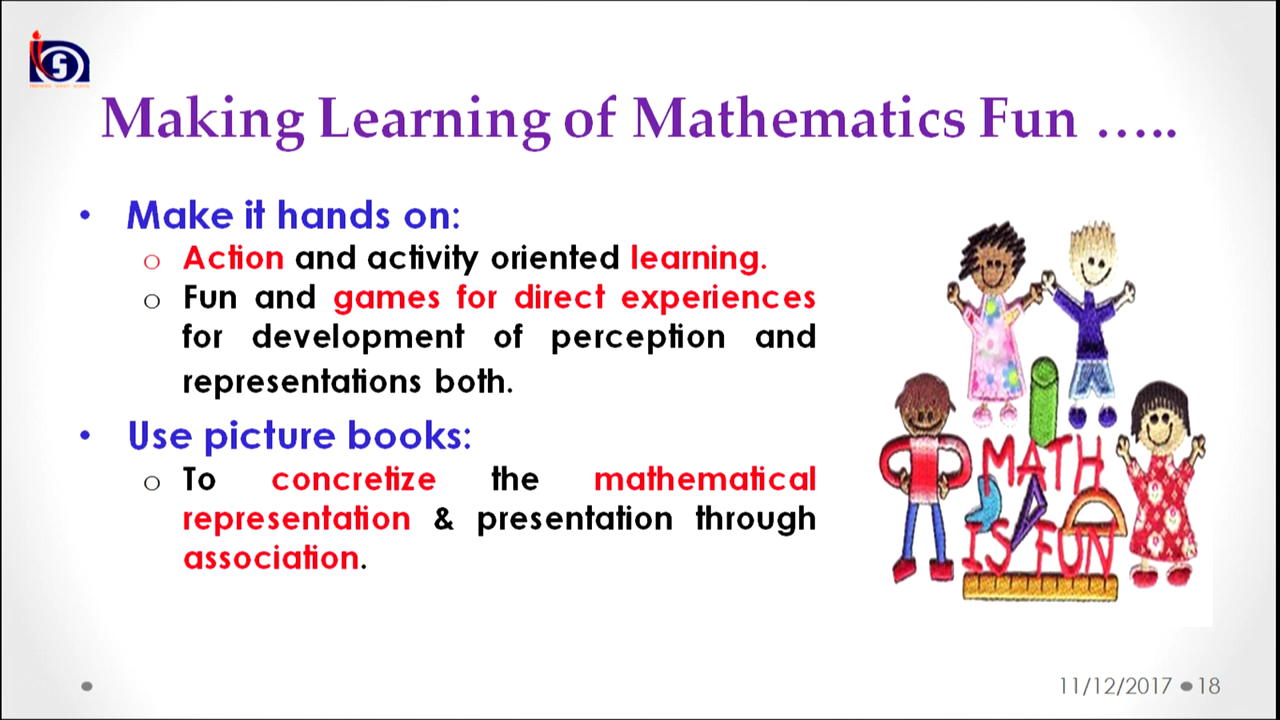 Making Learning of Mathematics Fun …..
• Make it hands on:
o Action and activity oriented learning.
o Fun and games for direct experiences
for development of perception and
representations both.
• Use picture books:
o To concretize the mathematical
representation & presentation through
association.
MATH
IS FUN
11/12/2017 • 18